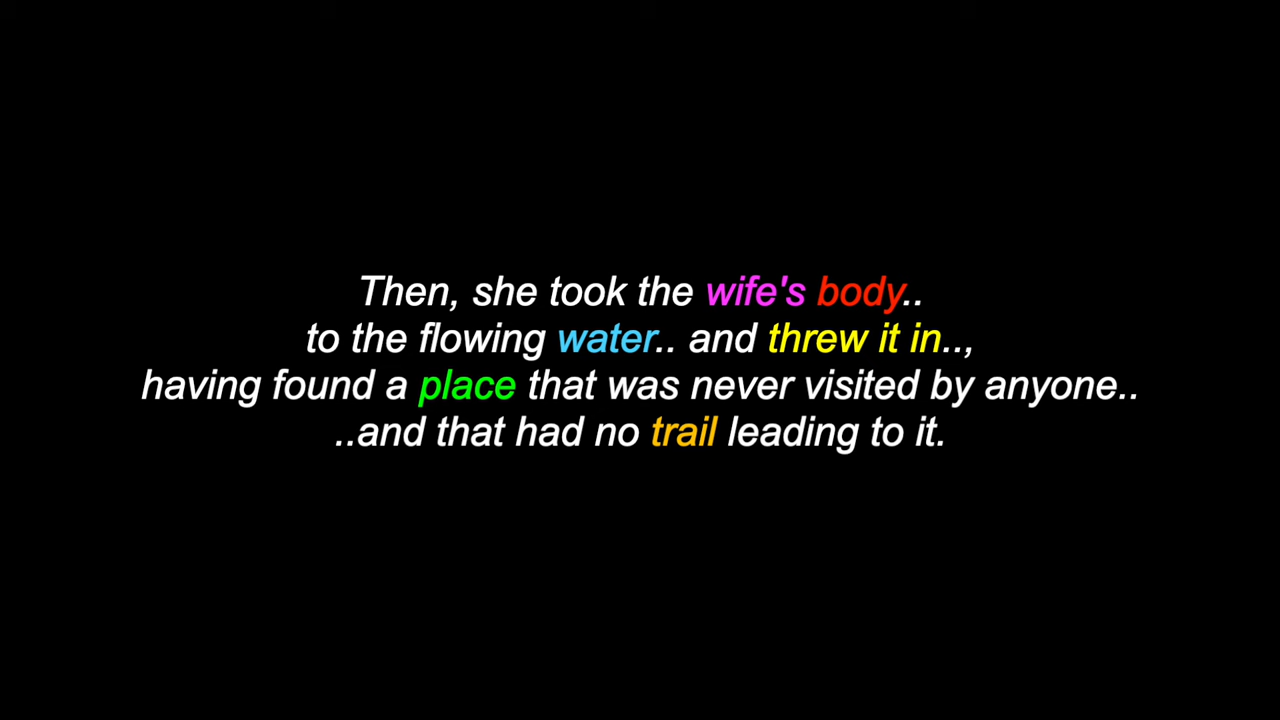 Then, she took the wife's body..
to the flowing water.. and threw it in..,
having found a place that was never visited by anyone..
..and that had no trail leading to it.